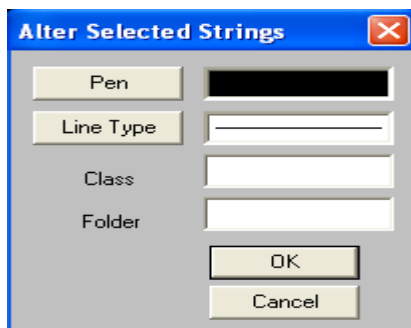 Alter Selected Strings
Pen
Line Type
Class
Folder
OK
Cancel